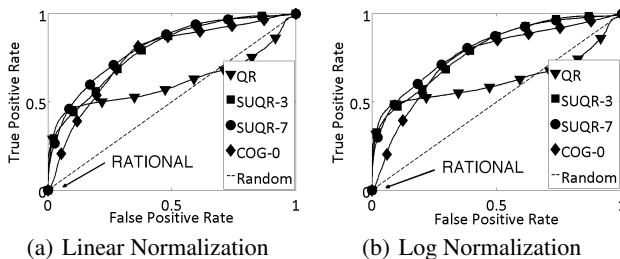 1
0.5
0
True Positive Rate
QR
SUQR-3
SUQR-7
COG-0
Random
RATIONAL
0 0.5 1
False Positive Rate
(a) Linear Normalization
1
0.5
0
True Positive Rate
QR
SUQR-3
SUQR-7
COG-0
Random
RATIONAL
0 0.5 1
False Positive Rate
(b) Log Normalization